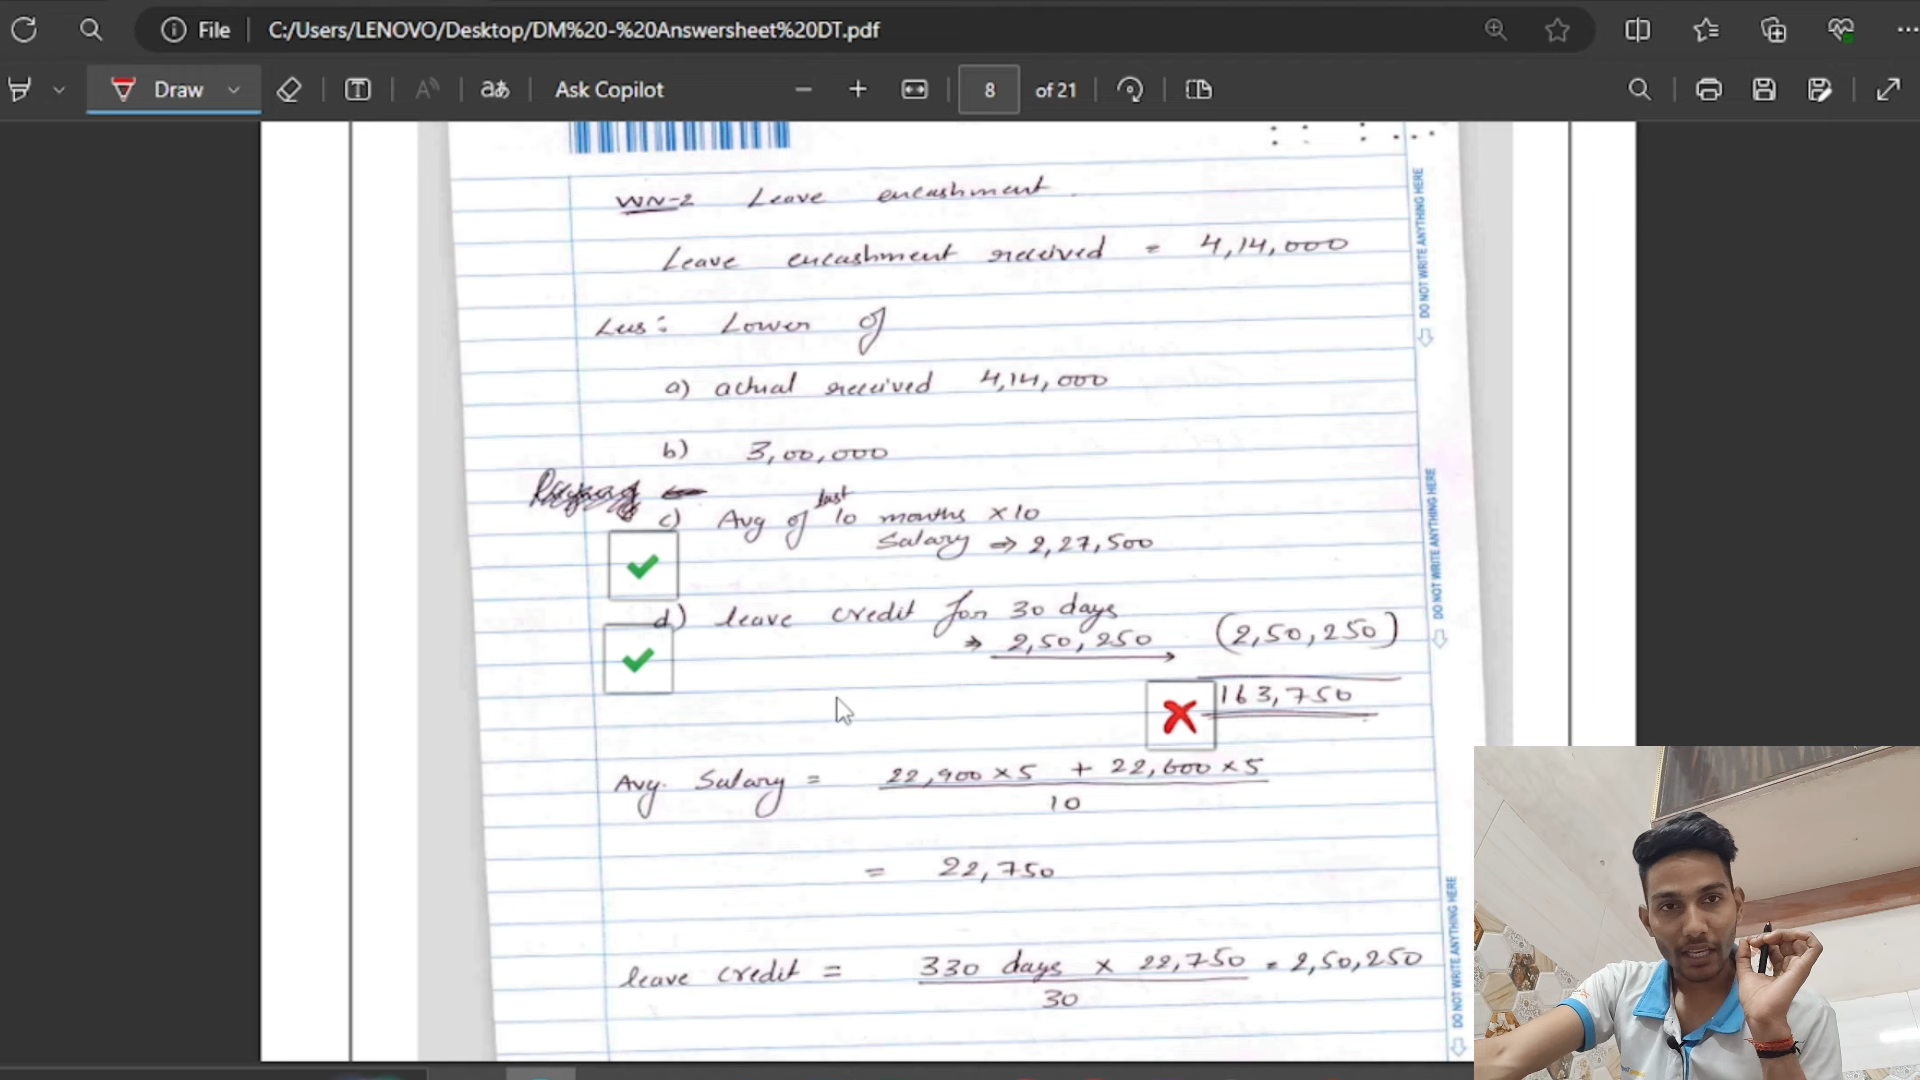 File C:/Users/LENOVO/Desktop/DM%20-%20Answersheet%20DT.pdf
Draw aあ Ask Copilot 8 of 21
WN-2 Leave encashment
Leave encashment received = 4,14,000
Less: Lower of
a) actual received 4,14,000
b) 3,00,000
c) Avg of last 10 months x10
Salary ⇒ 2,27,500
d) leave credit for 30 days
→ 2,50,250 (2,50,250)
163,750
Avg. Salary = 22,900 x 5 + 22,600 x 5
10
= 22,750
leave credit = 330 days x 22,750 = 2,50,250
30
DO NOT WRITE ANYTHING HERE
DO NOT WRITE ANYTHING HERE
DO NOT WRITE ANYTHING HERE